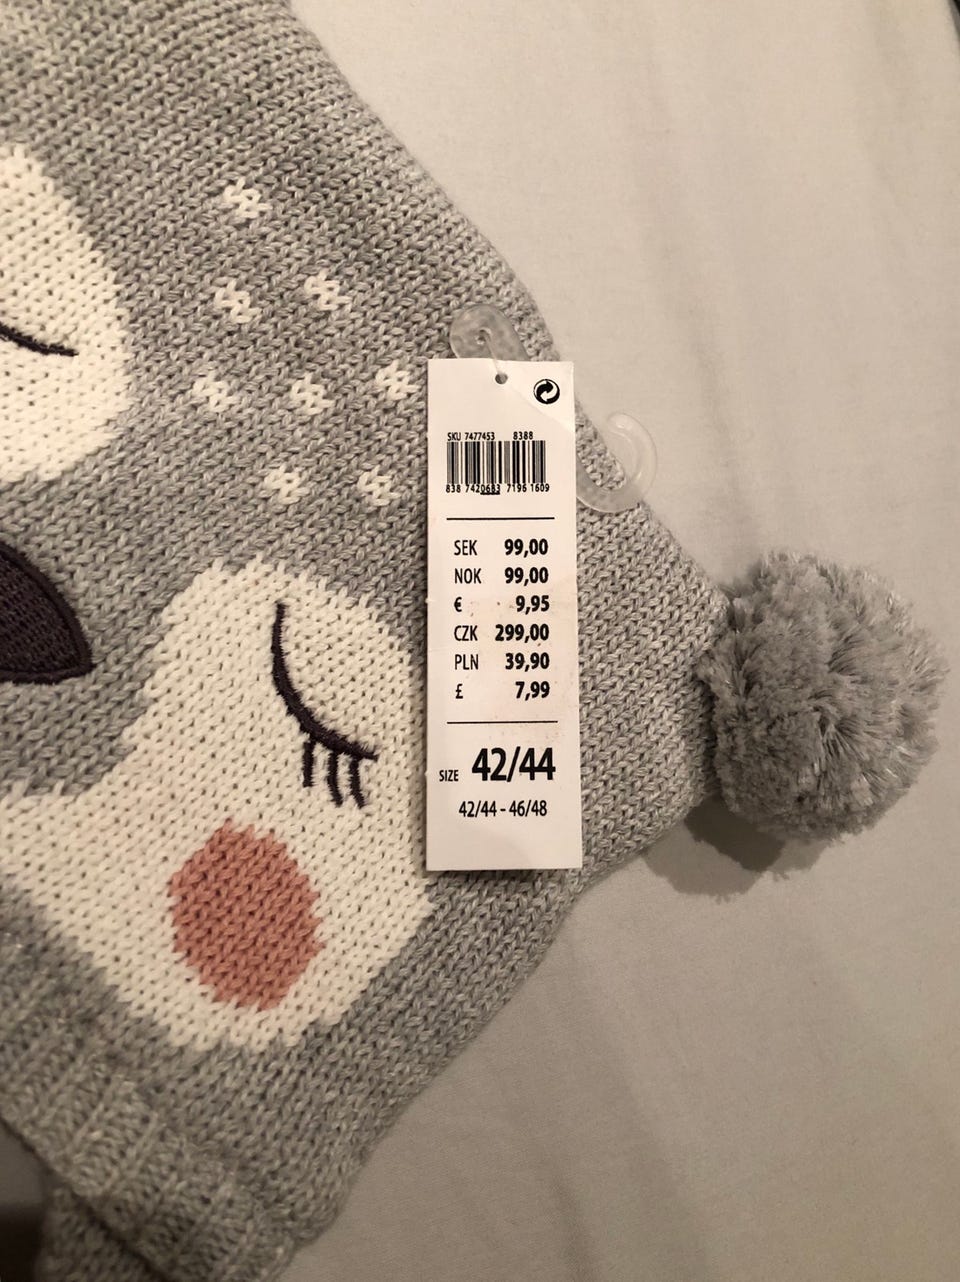 SKU 7477453 8388
838 7420683 7196 1609
SEK 99,00
NOK 99,00
€ 9,95
CZK 299,00
PLN 39,90
£ 7,99
SIZE 42/44
42/44 - 46/48